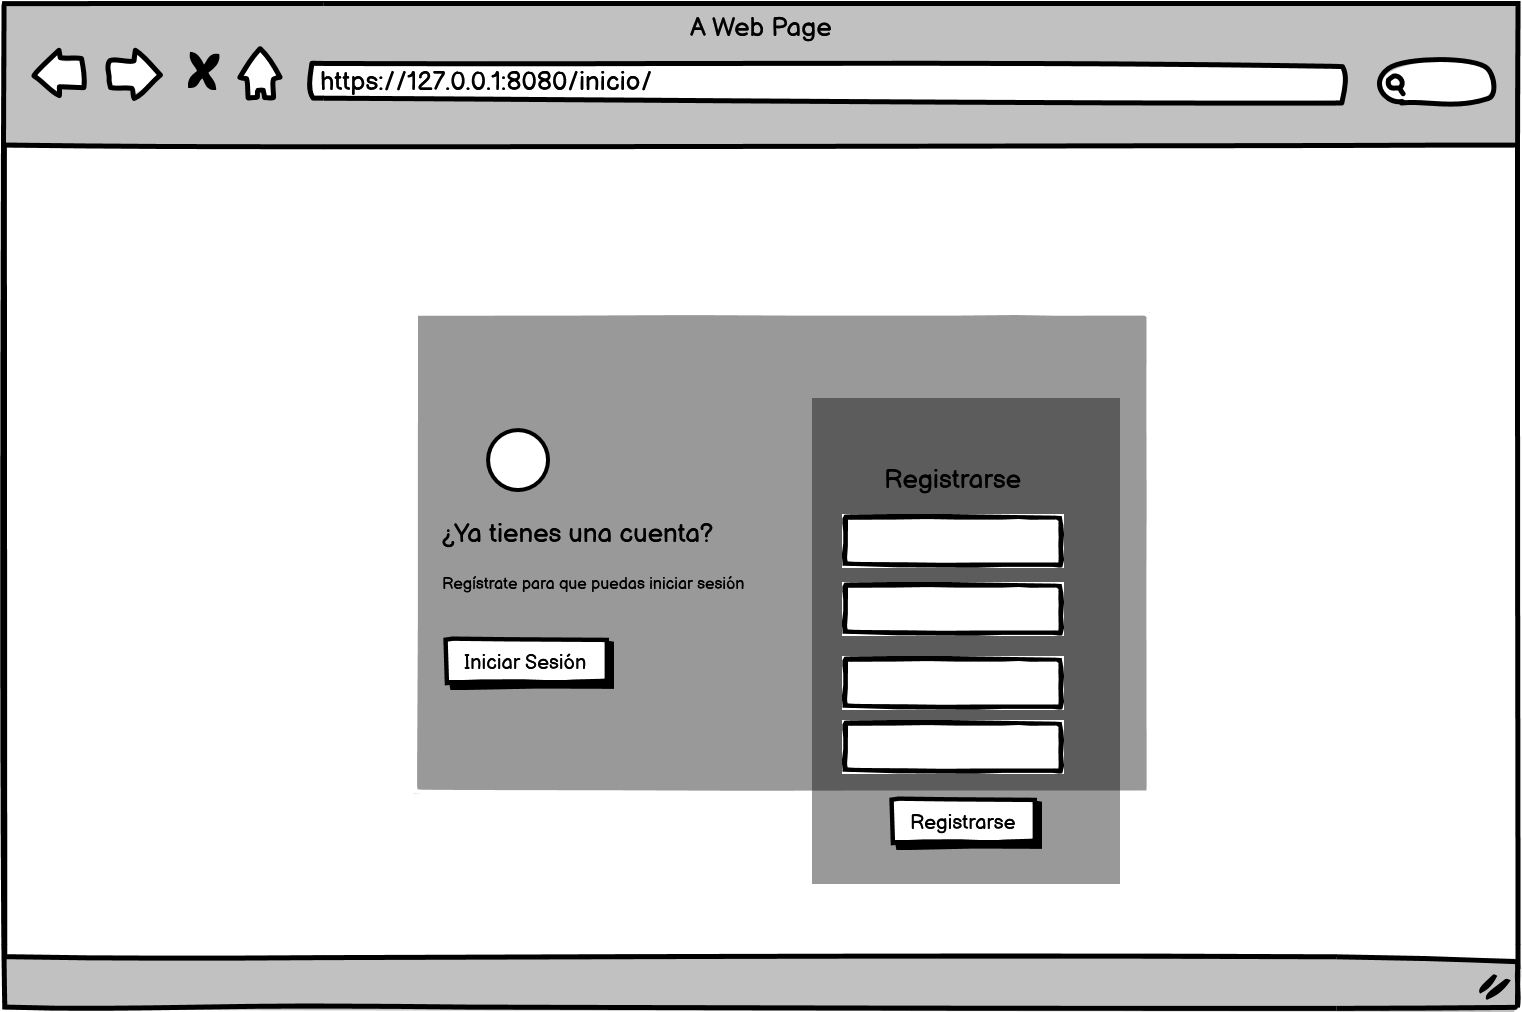 A Web Page
https://127.0.0.1:8080/inicio/
¿Ya tienes una cuenta?
Regístrate para que puedas iniciar sesión
Iniciar Sesión
Registrarse
Registrarse